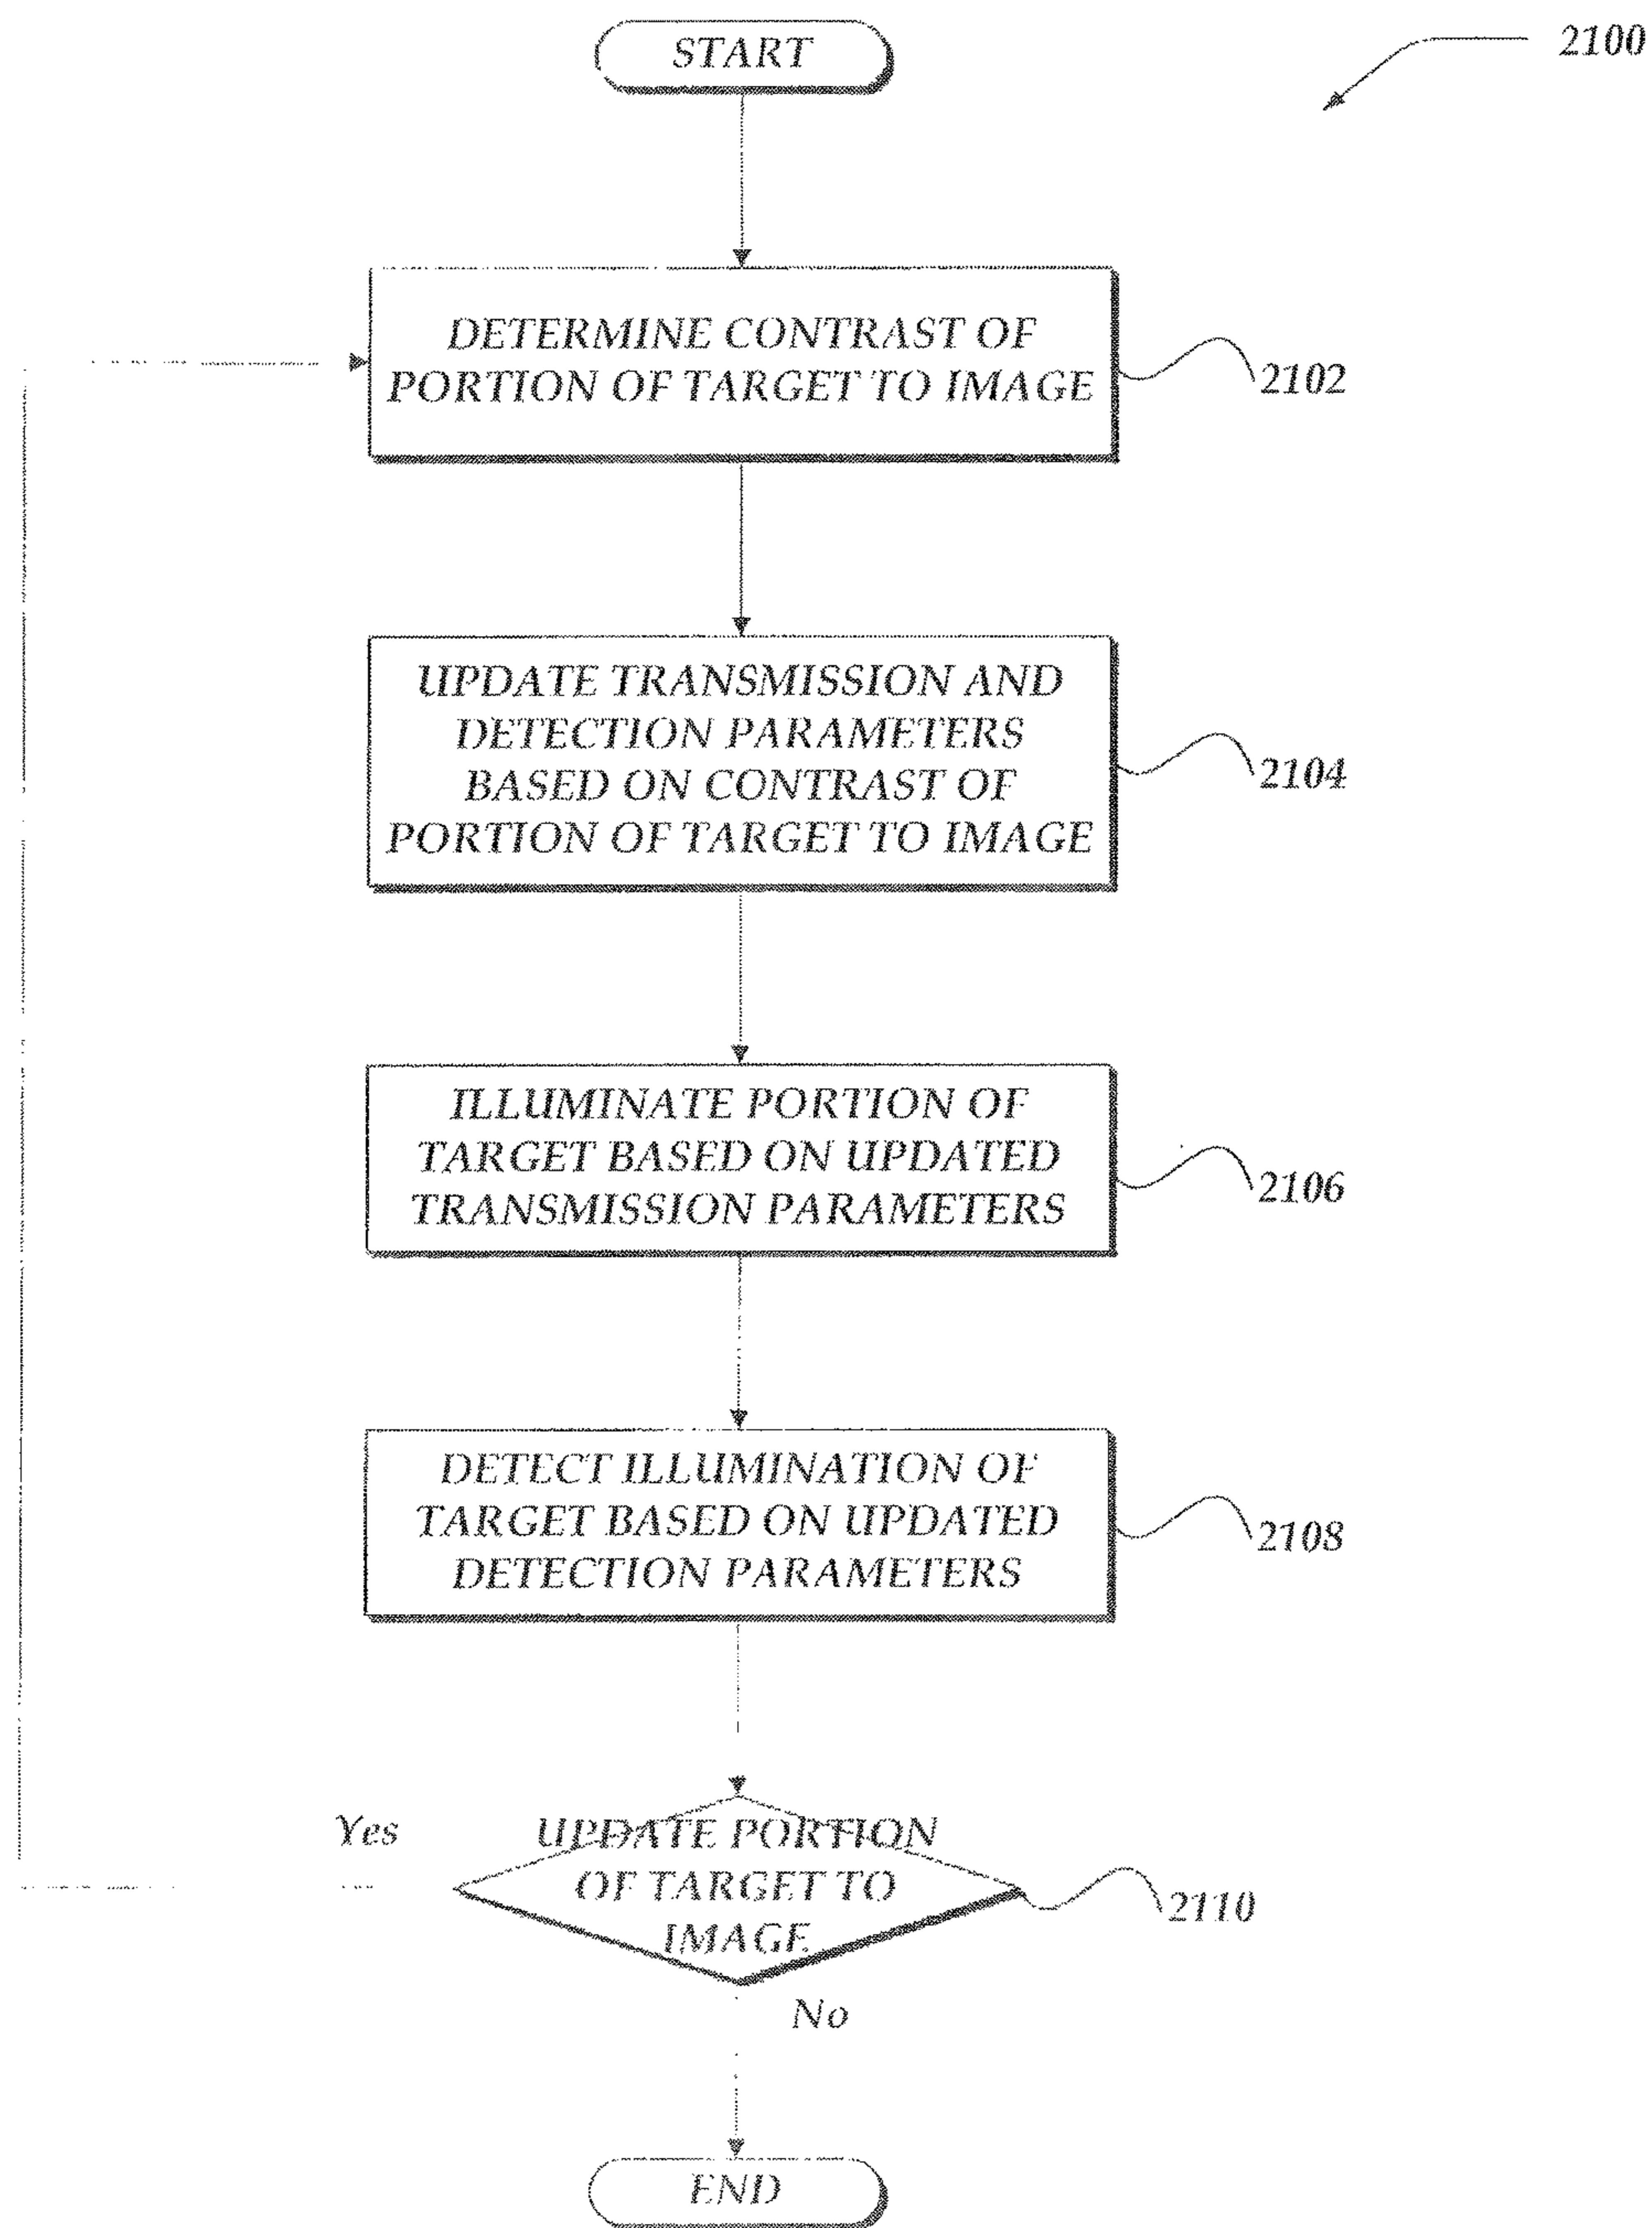 START
2100
DETERMINE CONTRAST OF
PORTION OF TARGET TO IMAGE
2102
UPDATE TRANSMISSION AND
DETECTION PARAMETERS
BASED ON CONTRAST OF
PORTION OF TARGET TO IMAGE
2104
ILLUMINATE PORTION OF
TARGET BASED ON UPDATED
TRANSMISSION PARAMETERS
2106
DETECT ILLUMINATION OF
TARGET BASED ON UPDATED
DETECTION PARAMETERS
2108
Yes
UPDATE PORTION
OF TARGET TO
IMAGE
2110
No
END